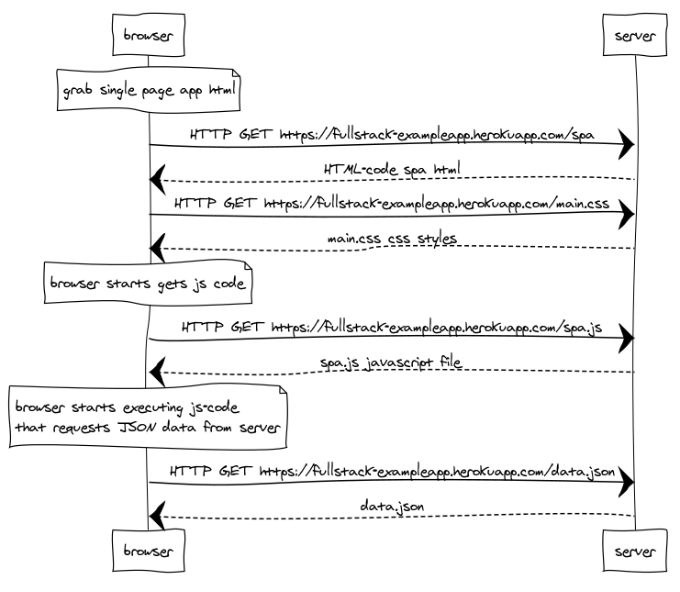 browser
server
grab single page app html
HTTP GET https://fullstack-exampleapp.herokuapp.com/spa
HTML-code spa html
HTTP GET https://fullstack-exampleapp.herokuapp.com/main.css
main.css css styles
browser starts gets js code
HTTP GET https://fullstack-exampleapp.herokuapp.com/spa.js
spa.js javascript file
browser starts executing js-code
that requests JSON data from server
HTTP GET https://fullstack-exampleapp.herokuapp.com/data.json
data.json
browser
server